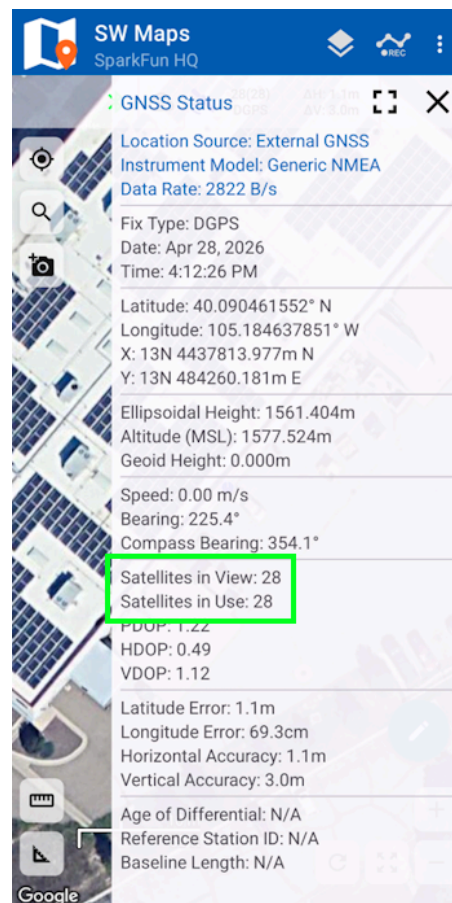 SW Maps
SparkFun HQ
REC
GNSS Status
Location Source: External GNSS
Instrument Model: Generic NMEA
Data Rate: 2822 B/s
Fix Type: DGPS
Date: Apr 28, 2026
Time: 4:12:26 PM
Latitude: 40.090461552° N
Longitude: 105.184637851° W
X: 13N 4437813.977m N
Y: 13N 484260.181m E
Ellipsoidal Height: 1561.404m
Altitude (MSL): 1577.524m
Geoid Height: 0.000m
Speed: 0.00 m/s
Bearing: 225.4°
Compass Bearing: 354.1°
Satellites in View: 28
Satellites in Use: 28
PDOP: 1.22
HDOP: 0.49
VDOP: 1.12
Latitude Error: 1.1m
Longitude Error: 69.3cm
Horizontal Accuracy: 1.1m
Vertical Accuracy: 3.0m
Age of Differential: N/A
Reference Station ID: N/A
Baseline Length: N/A
Google